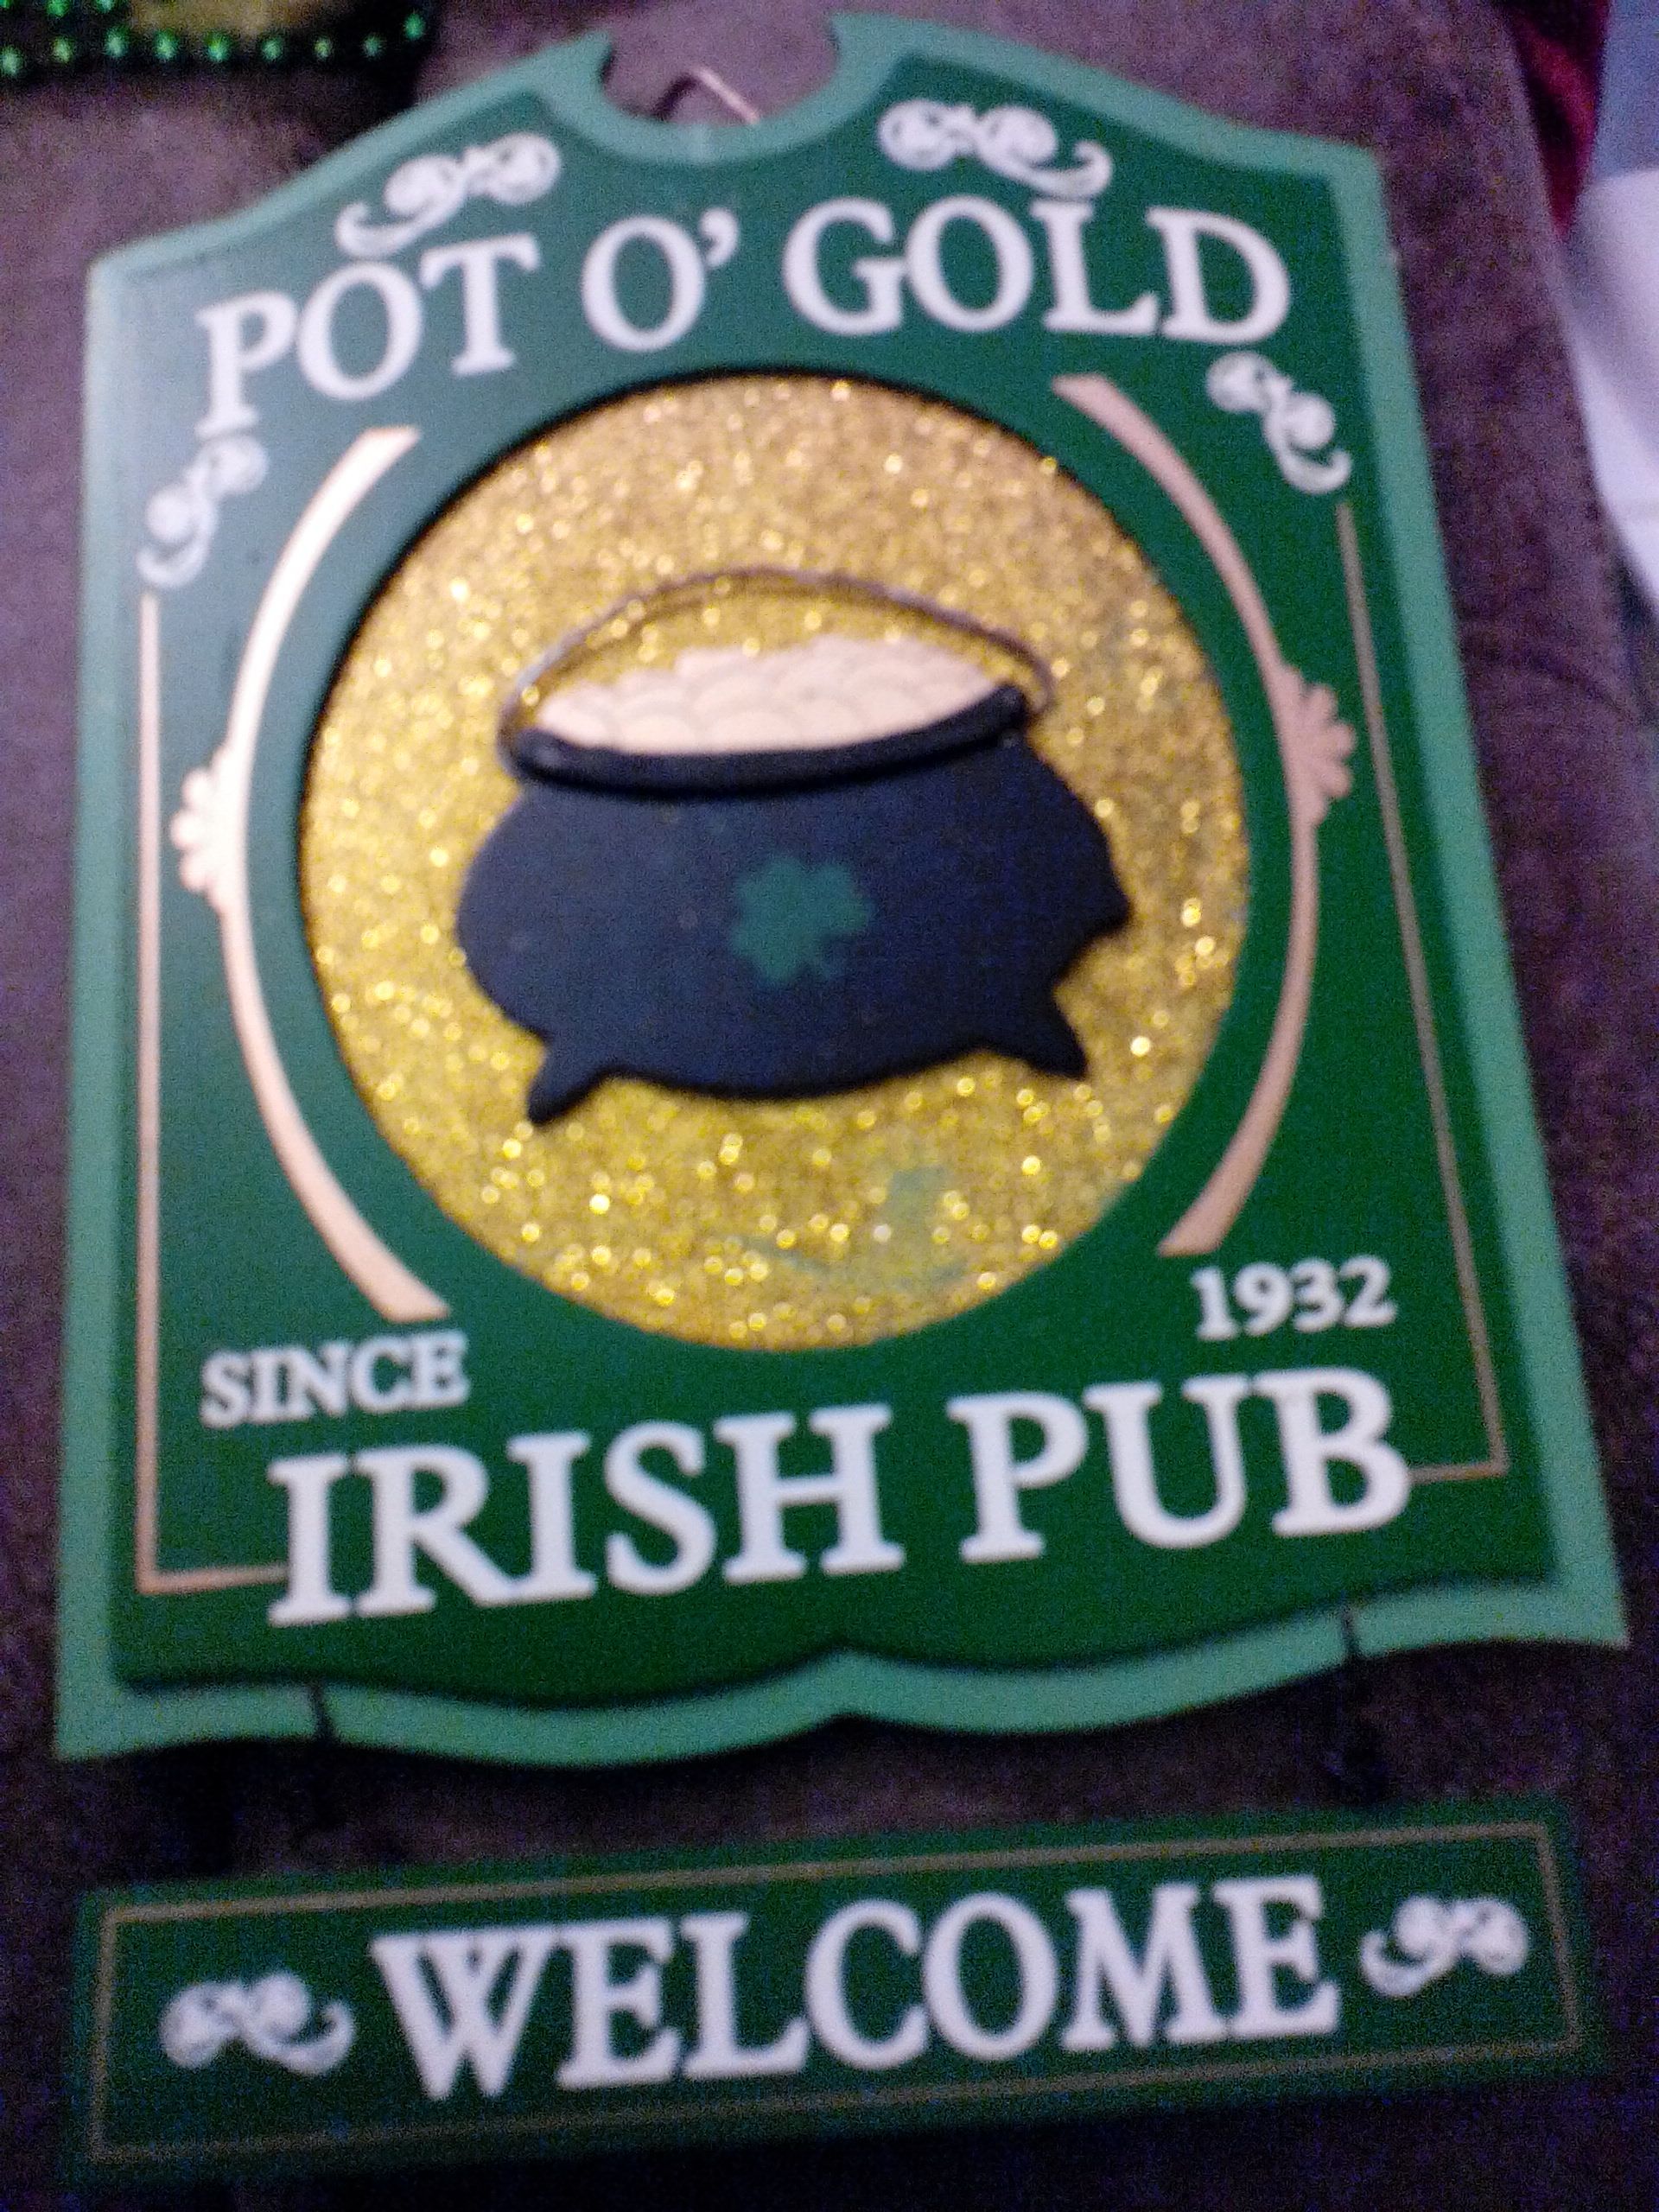 POT O' GOLD
SINCE 1932
IRISH PUB
WELCOME